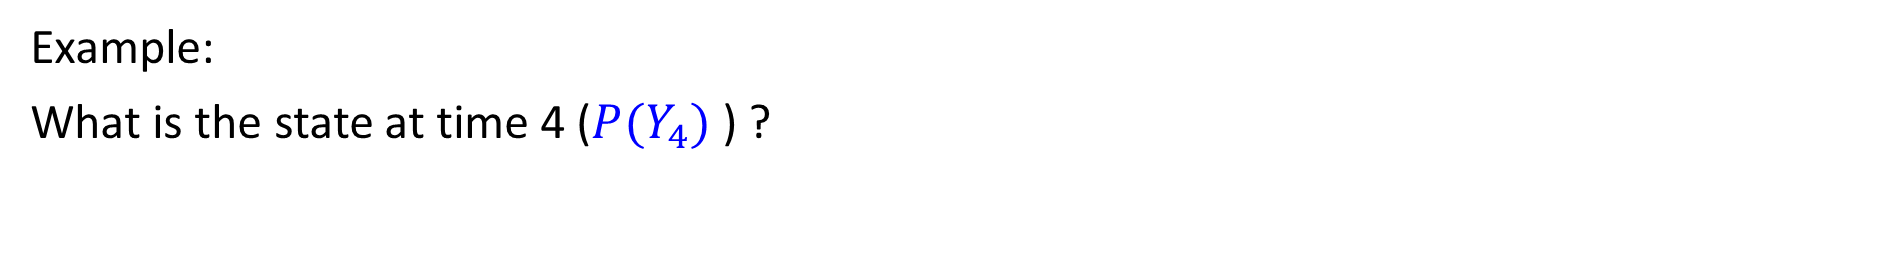 Example:
What is the state at time 4 (P(Y₄) ) ?